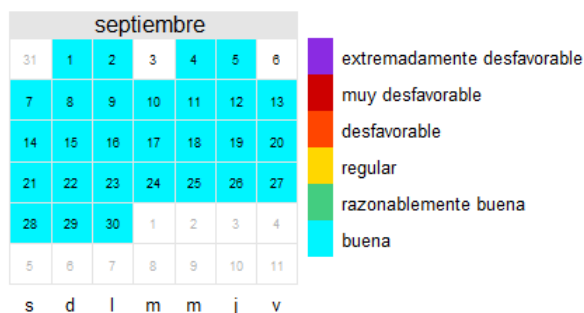 septiembre
31 1 2 3 4 5 6
7 8 9 10 11 12 13
14 15 16 17 18 19 20
21 22 23 24 25 26 27
28 29 30 1 2 3 4
5 6 7 8 9 10 11
s d l m m j v
extremadamente desfavorable
muy desfavorable
desfavorable
regular
razonablemente buena
buena